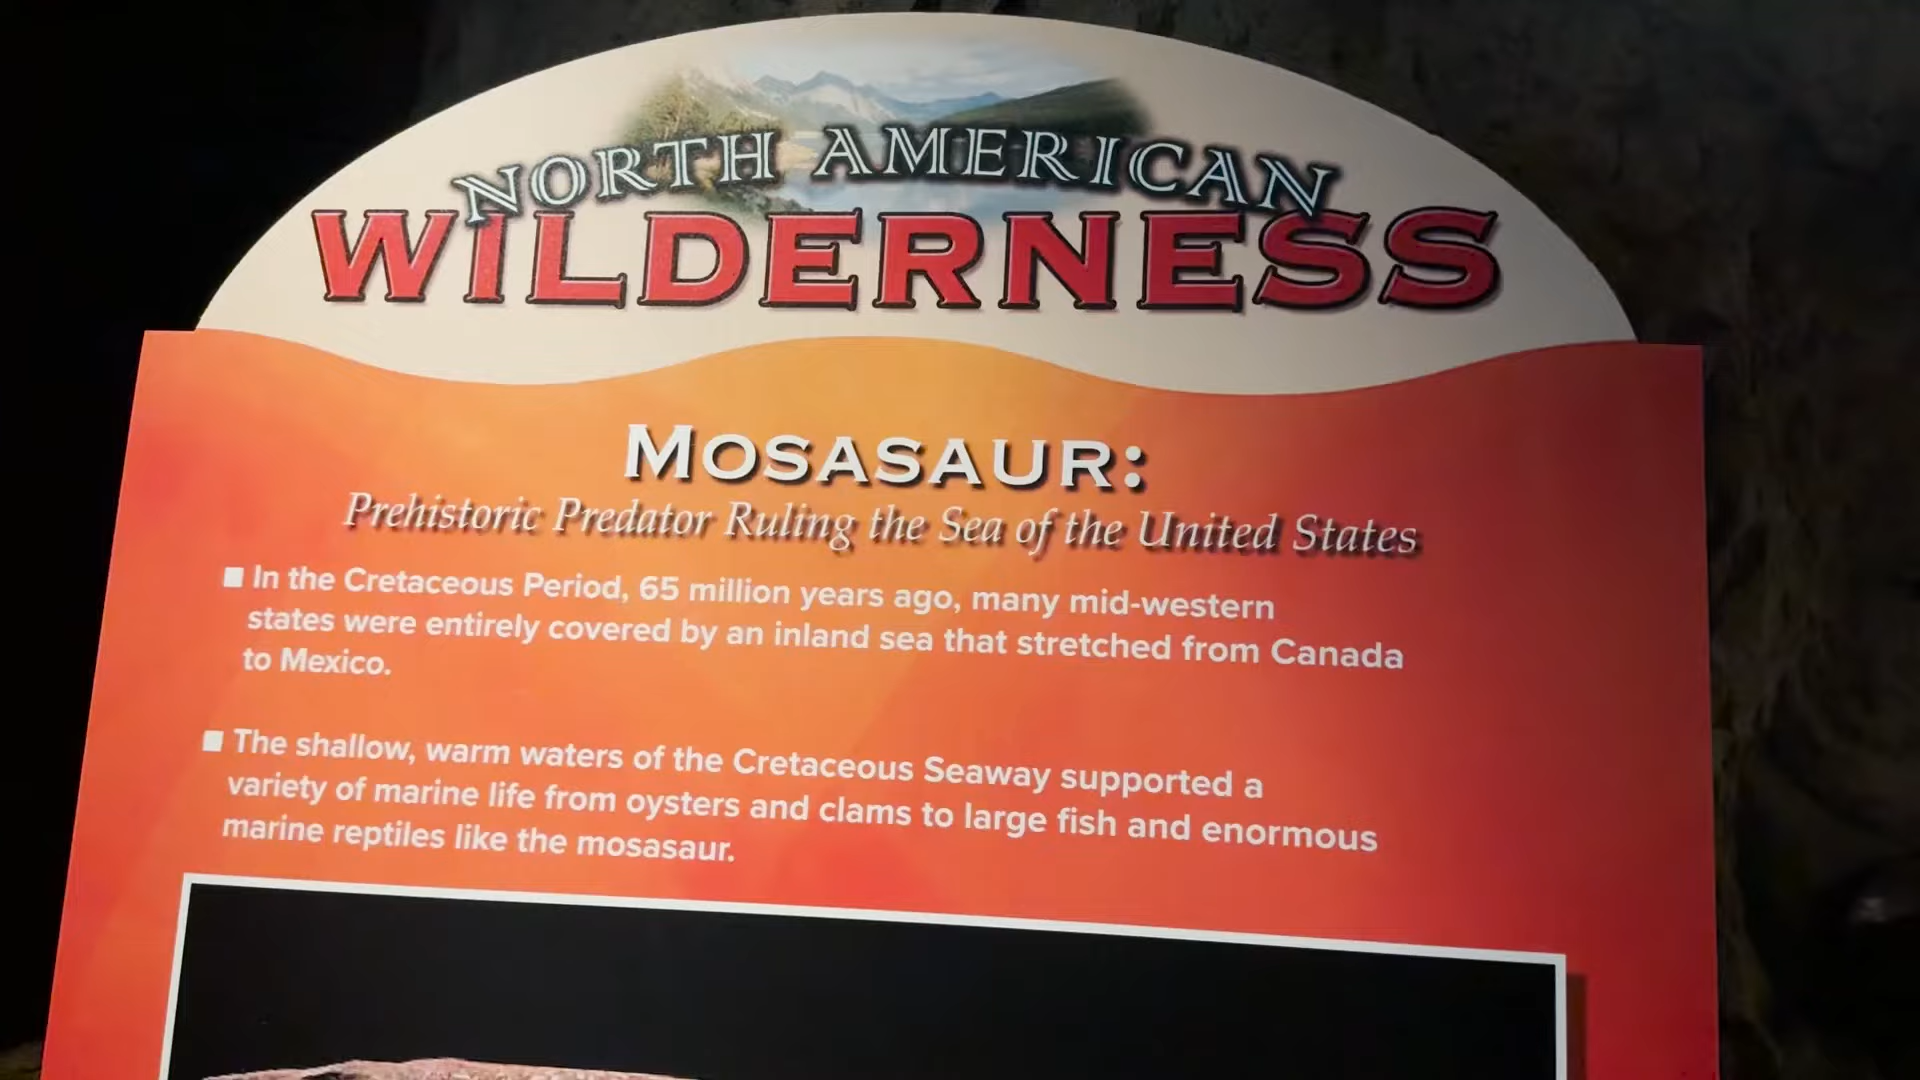 NORTH AMERICAN
WILDERNESS
MOSASAUR:
Prehistoric Predator Ruling the Sea of the United States
■ In the Cretaceous Period, 65 million years ago, many mid-western
states were entirely covered by an inland sea that stretched from Canada
to Mexico.
■ The shallow, warm waters of the Cretaceous Seaway supported a
variety of marine life from oysters and clams to large fish and enormous
marine reptiles like the mosasaur.